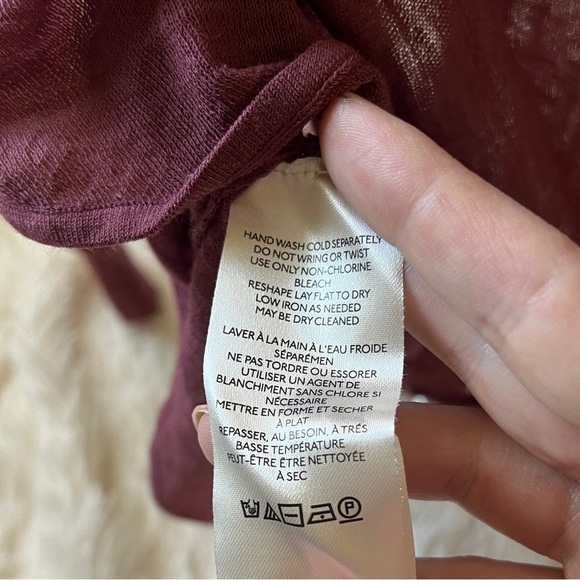 HAND WASH COLD SEPARATELY
DO NOT WRING OR TWIST
USE ONLY NON-CHLORINE
BLEACH
RESHAPE LAY FLAT TO DRY
LOW IRON AS NEEDED
MAY BE DRY CLEANED
LAVER À LA MAIN À L'EAU FROIDE
SÉPARÉMEN
NE PAS TORDRE OU ESSORER
UTILISER UN AGENT DE
BLANCHIMENT SANS CHLORE SI
NÉCESSAIRE
METTRE EN FORME ET SECHER
À PLAT
REPASSER, AU BESOIN, À TRÉS
BASSE TEMPÉRATURE
PEUT-ÊTRE ÊTRE NETTOYÉE
À SEC
P